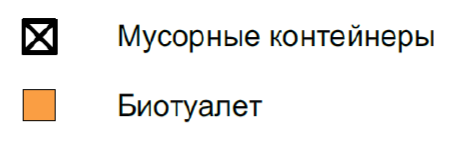 Мусорные контейнеры
Биотуалет